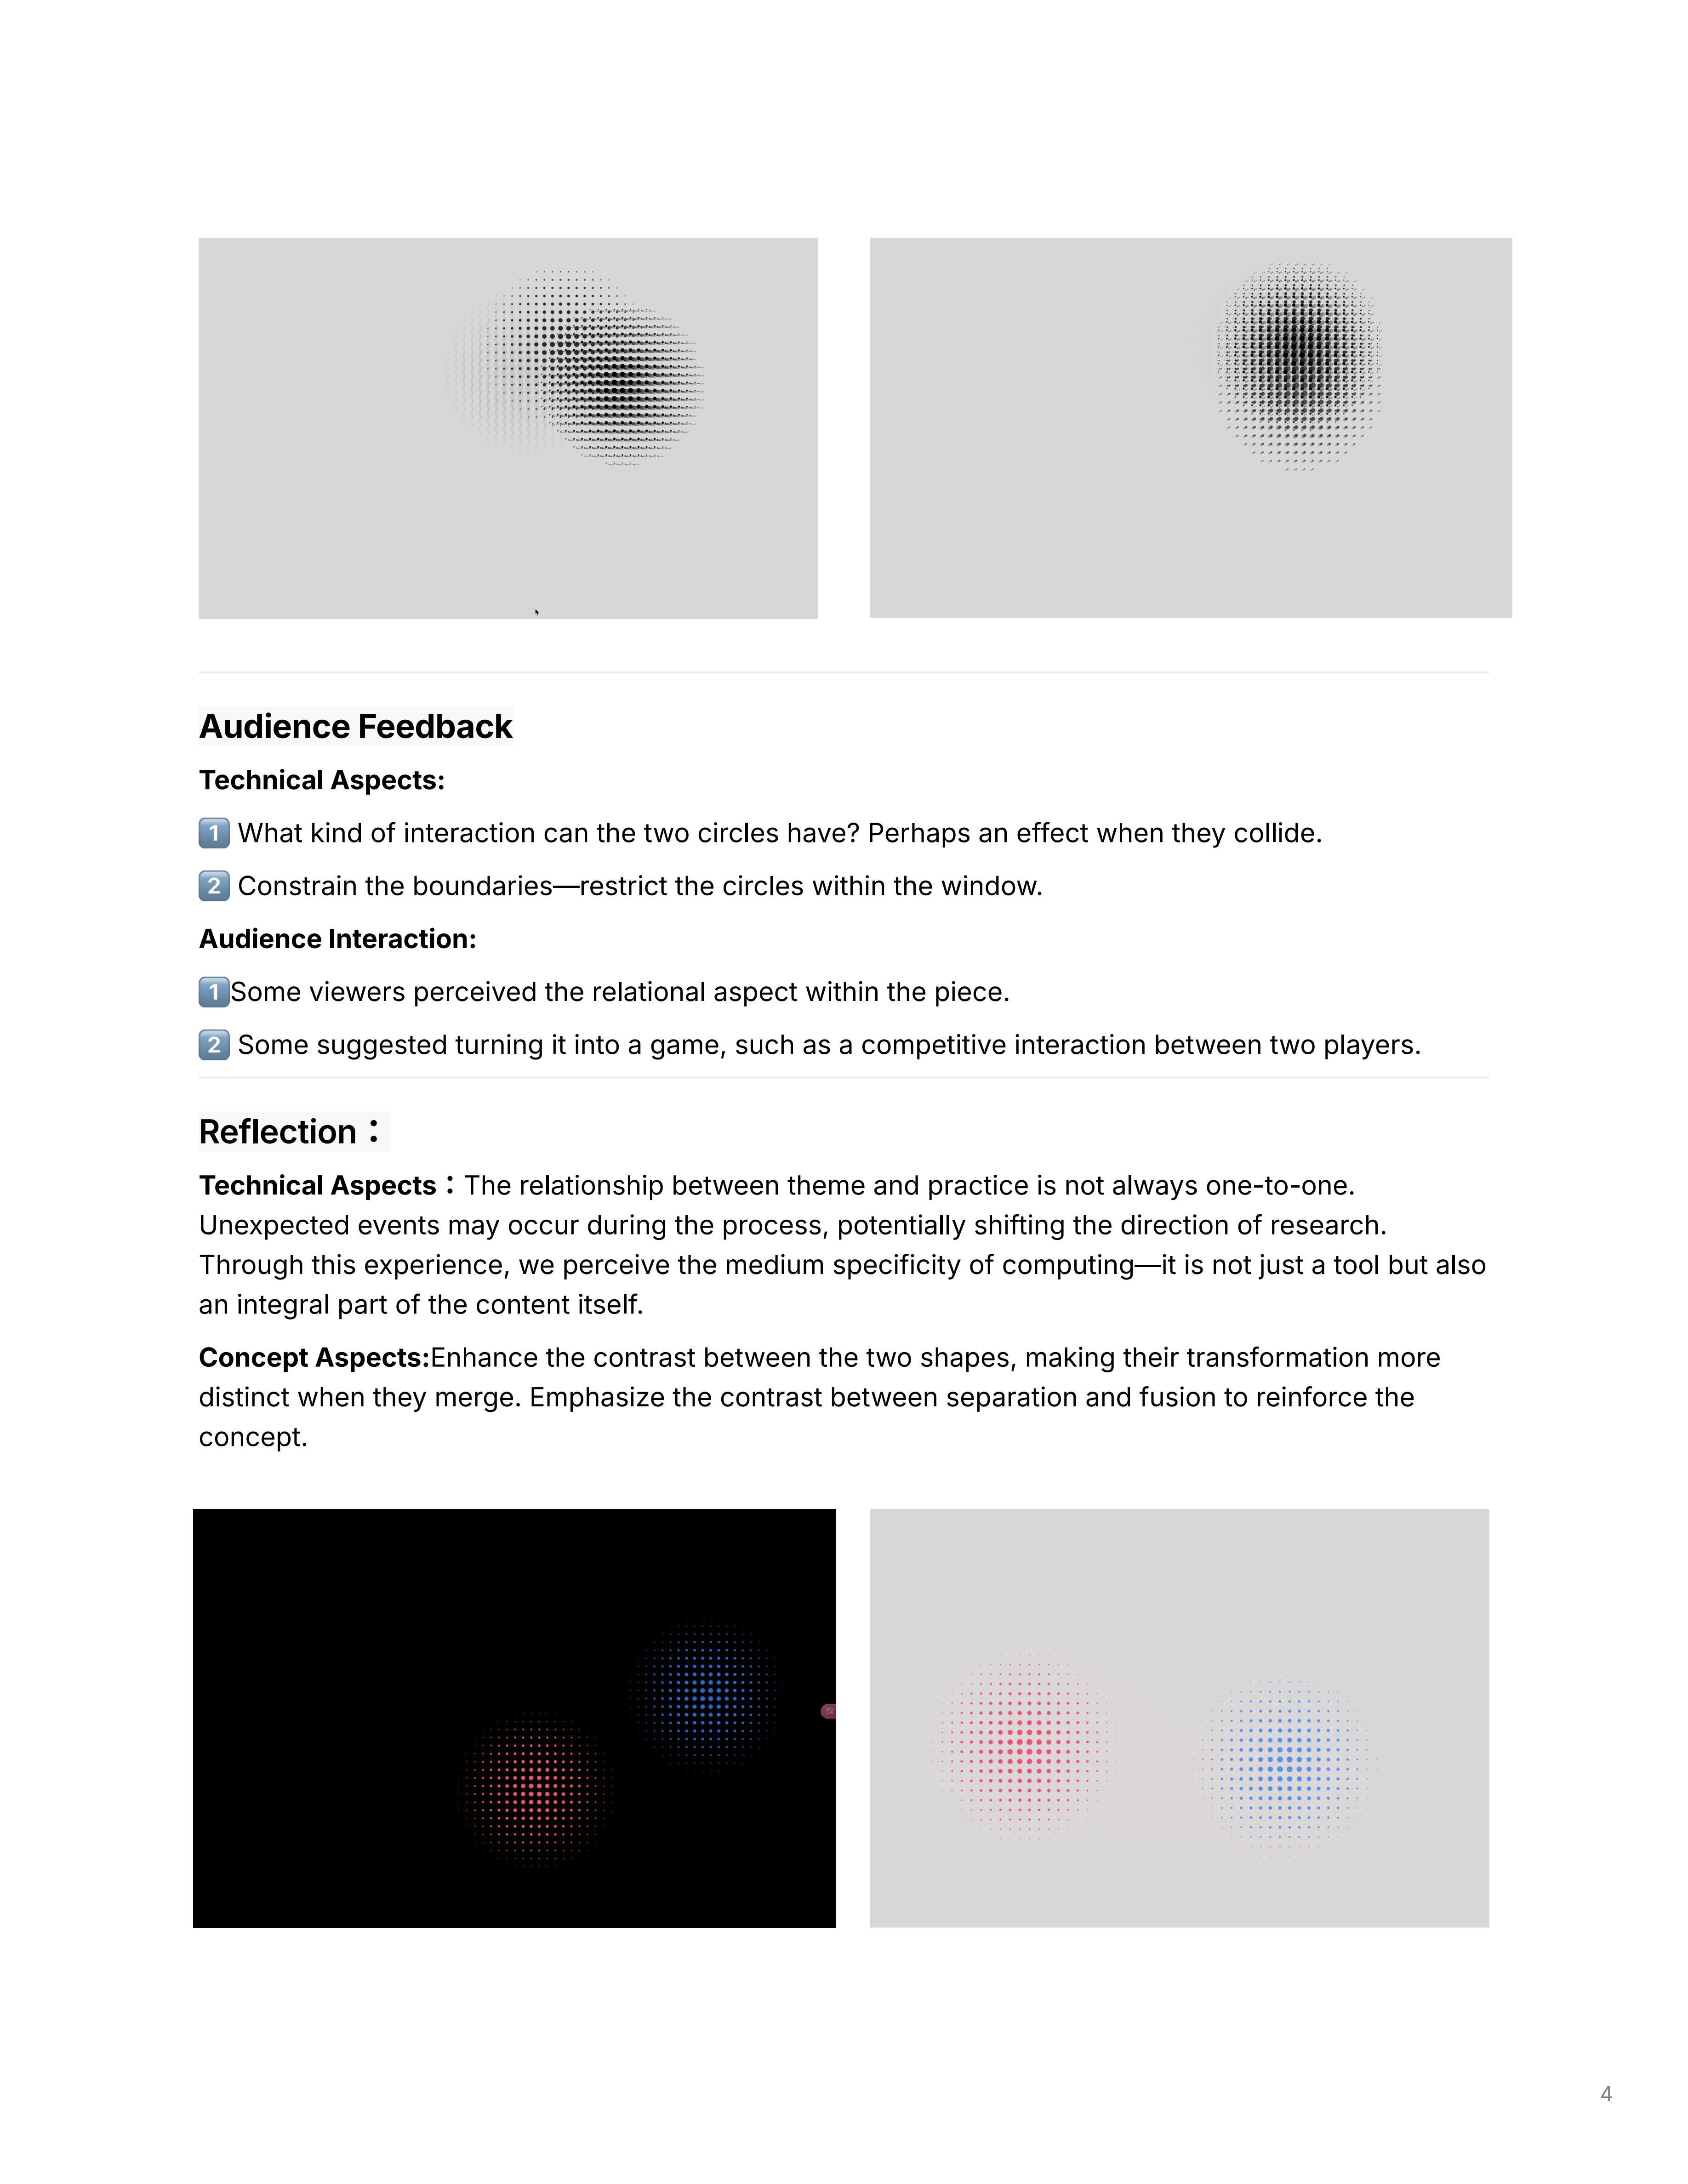 Audience Feedback
Technical Aspects:
1️⃣ What kind of interaction can the two circles have? Perhaps an effect when they collide.
2️⃣ Constrain the boundaries—restrict the circles within the window.
Audience Interaction:
1️⃣Some viewers perceived the relational aspect within the piece.
2️⃣ Some suggested turning it into a game, such as a competitive interaction between two players.
Reflection：
Technical Aspects：The relationship between theme and practice is not always one-to-one.
Unexpected events may occur during the process, potentially shifting the direction of research.
Through this experience, we perceive the medium specificity of computing—it is not just a tool but also
an integral part of the content itself.
Concept Aspects:Enhance the contrast between the two shapes, making their transformation more
distinct when they merge. Emphasize the contrast between separation and fusion to reinforce the
concept.
4